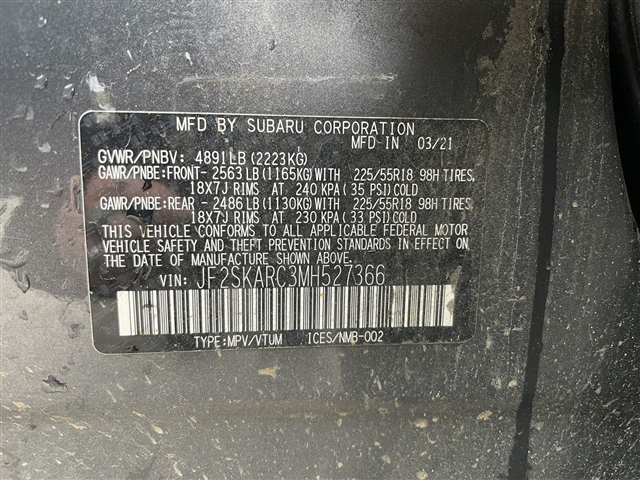 MFD BY SUBARU CORPORATION
MFD IN 03/21
GVWR/PNBV: 4891LB(2223KG)
GAWR/PNBE:FRONT- 2563 LB(1165KG)WITH 225/55R18 98H TIRES,
18X7J RIMS AT 240 KPA( 35 PSI)COLD
GAWR/PNBE:REAR - 2486 LB(1130KG)WITH 225/55R18 98H TIRES,
18X7J RIMS AT 230 KPA( 33 PSI)COLD
THIS VEHICLE CONFORMS TO ALL APPLICABLE FEDERAL MOTOR
VEHICLE SAFETY AND THEFT PREVENTION STANDARDS IN EFFECT ON
THE DATE OF MANUFACTURE SHOWN ABOVE.
VIN: JF2SKARC3MH527366
TYPE:MPV/VTUM ICES/NMB-002